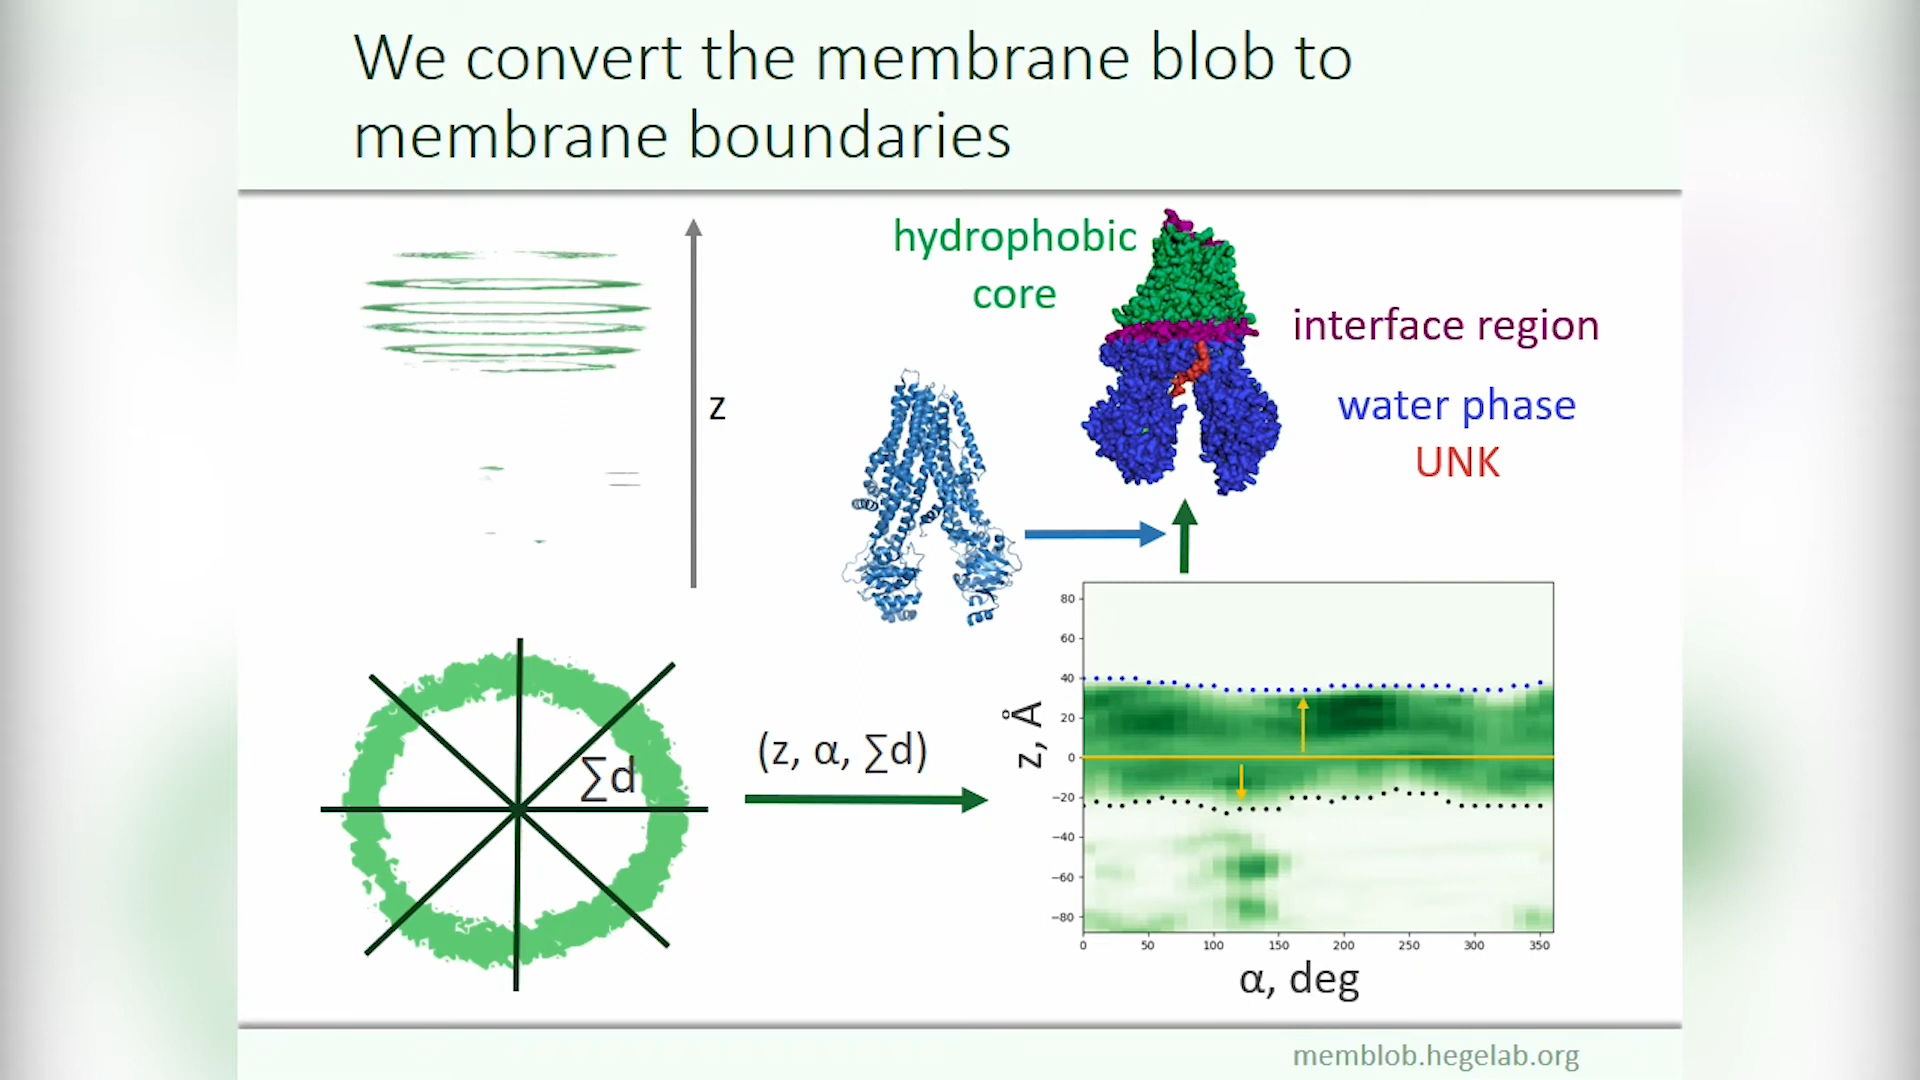 We convert the membrane blob to
membrane boundaries
z
hydrophobic
core
interface region
water phase
UNK
∑d
(z, α, ∑d)
z, Å
80
60
40
20
0
−20
−40
−60
−80
0 50 100 150 200 250 300 350
α, deg
memblob.hegelab.org